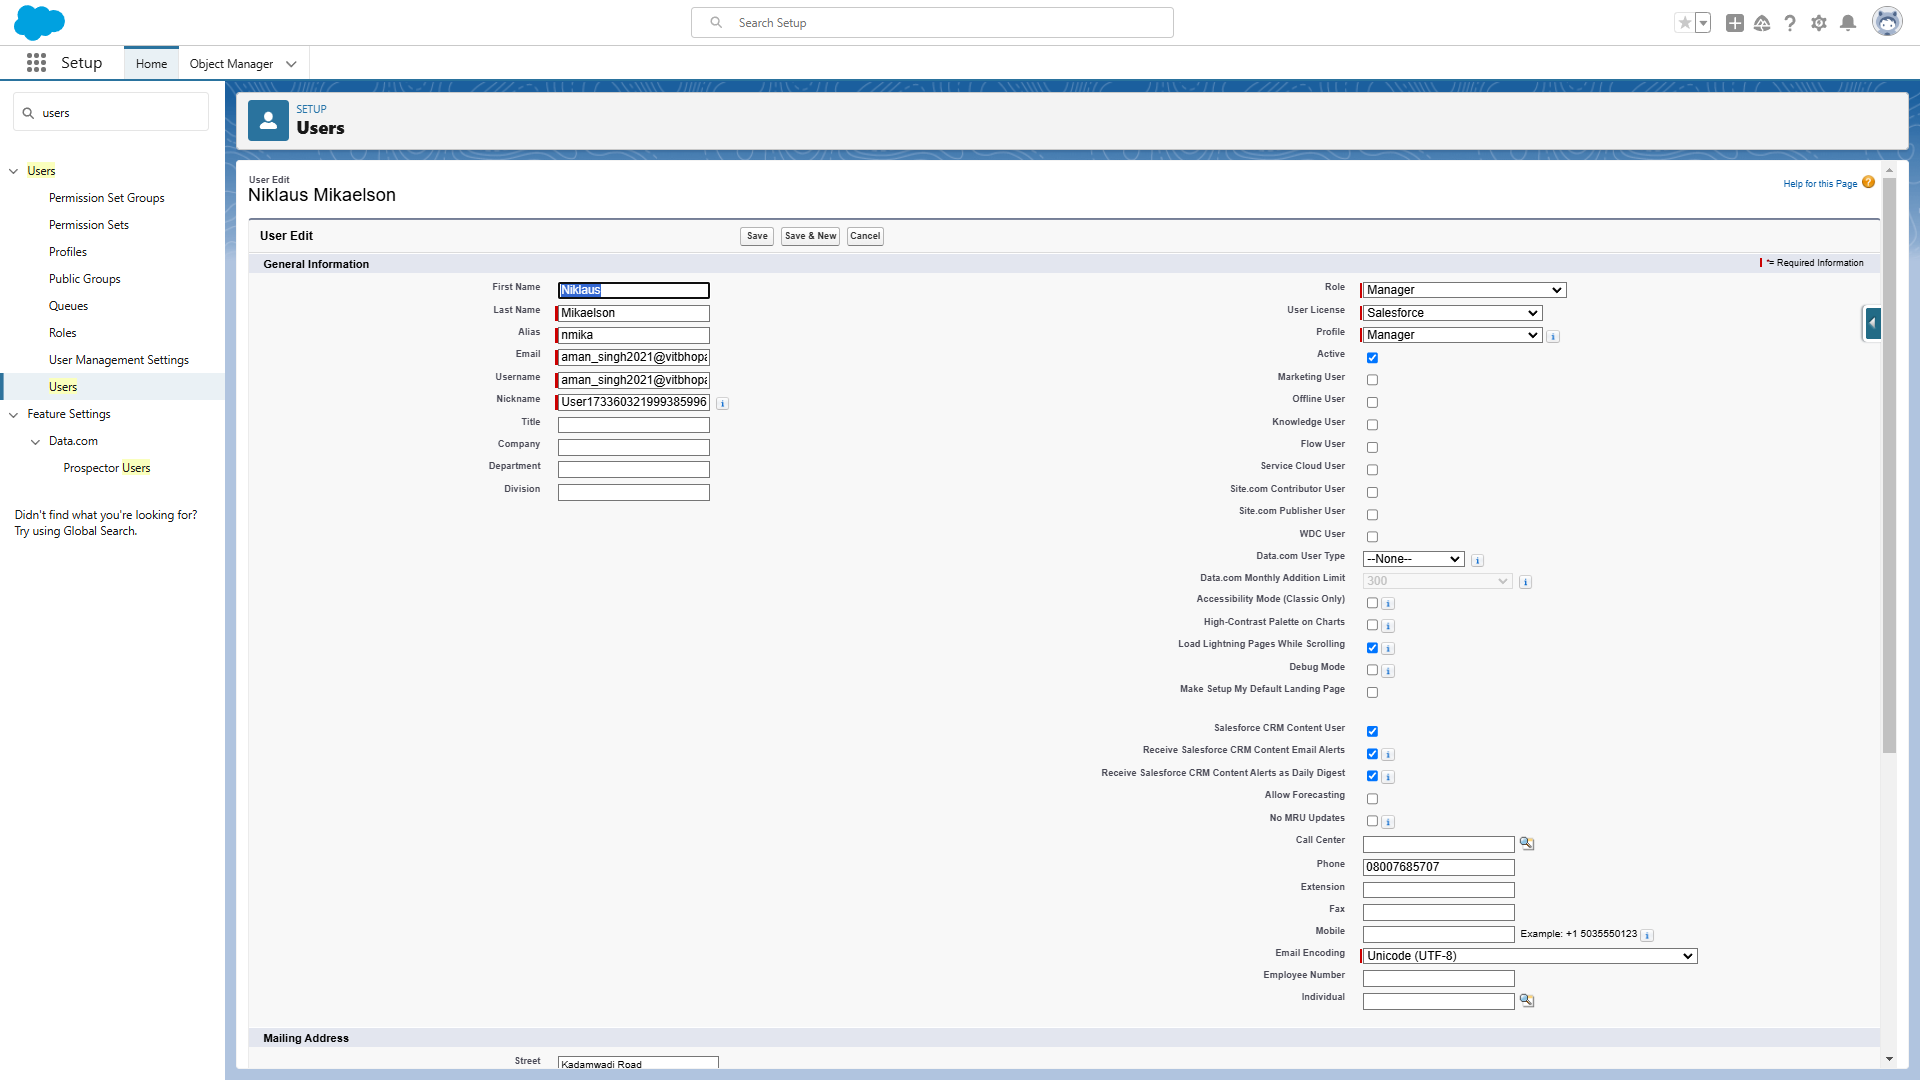 Search Setup
Setup
Home
Object Manager
users
Users
Permission Set Groups
Permission Sets
Profiles
Public Groups
Queues
Roles
User Management Settings
Users
Feature Settings
Data.com
Prospector Users
Didn't find what you're looking for?
Try using Global Search.
SETUP
Users
User Edit
Niklaus Mikaelson
Help for this Page
User Edit
Save
Save & New
Cancel
General Information
*= Required Information
First Name Niklaus
Last Name Mikaelson
Alias nmika
Email aman_singh2021@vitbhopa
Username aman_singh2021@vitbhopa
Nickname User173360321999385996
Title
Company
Department
Division
Role Manager
User License Salesforce
Profile Manager
Active
Marketing User
Offline User
Knowledge User
Flow User
Service Cloud User
Site.com Contributor User
Site.com Publisher User
WDC User
Data.com User Type --None--
Data.com Monthly Addition Limit 300
Accessibility Mode (Classic Only)
High-Contrast Palette on Charts
Load Lightning Pages While Scrolling
Debug Mode
Make Setup My Default Landing Page
Salesforce CRM Content User
Receive Salesforce CRM Content Email Alerts
Receive Salesforce CRM Content Alerts as Daily Digest
Allow Forecasting
No MRU Updates
Call Center
Phone 08007685707
Extension
Fax
Mobile Example: +1 5035550123
Email Encoding Unicode (UTF-8)
Employee Number
Individual
Mailing Address
Street Kadamwadi Road